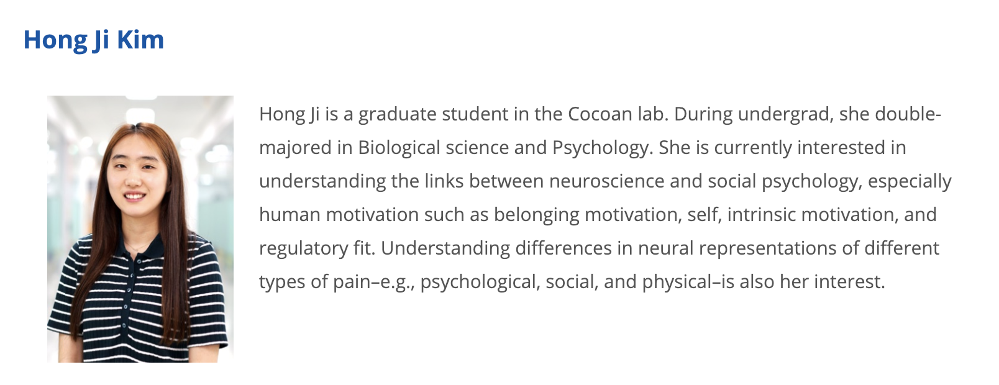 Hong Ji Kim
Hong Ji is a graduate student in the Cocoan lab. During undergrad, she double-
majored in Biological science and Psychology. She is currently interested in
understanding the links between neuroscience and social psychology, especially
human motivation such as belonging motivation, self, intrinsic motivation, and
regulatory fit. Understanding differences in neural representations of different
types of pain–e.g., psychological, social, and physical–is also her interest.